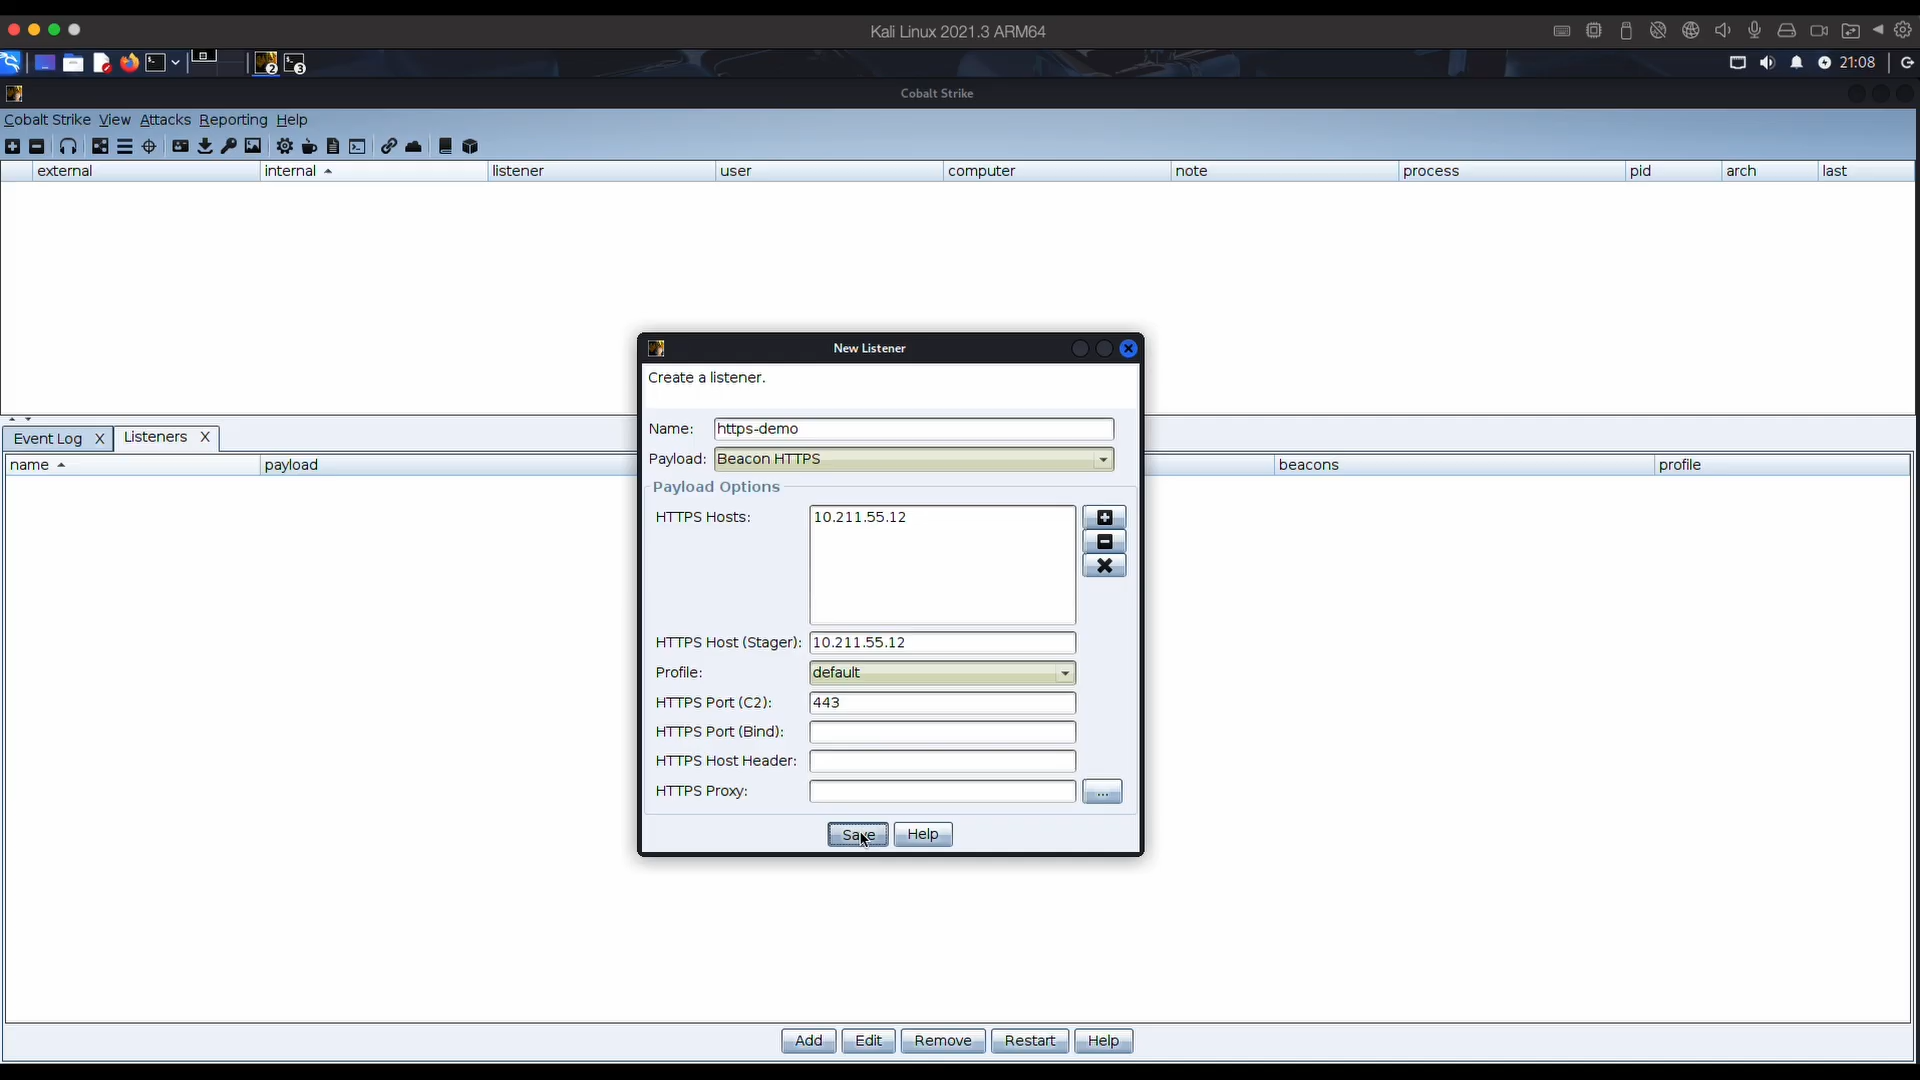 Kali Linux 2021.3 ARM64
2 3 21:08
Cobalt Strike
Cobalt Strike View Attacks Reporting Help
external internal listener user computer note process pid arch last
New Listener
Create a listener.
Name: https-demo
Event Log X Listeners X
Payload: Beacon HTTPS
name payload beacons profile
Payload Options
HTTPS Hosts: 10.211.55.12
HTTPS Host (Stager): 10.211.55.12
Profile: default
HTTPS Port (C2): 443
HTTPS Port (Bind):
HTTPS Host Header:
HTTPS Proxy: ...
Save Help
Add Edit Remove Restart Help